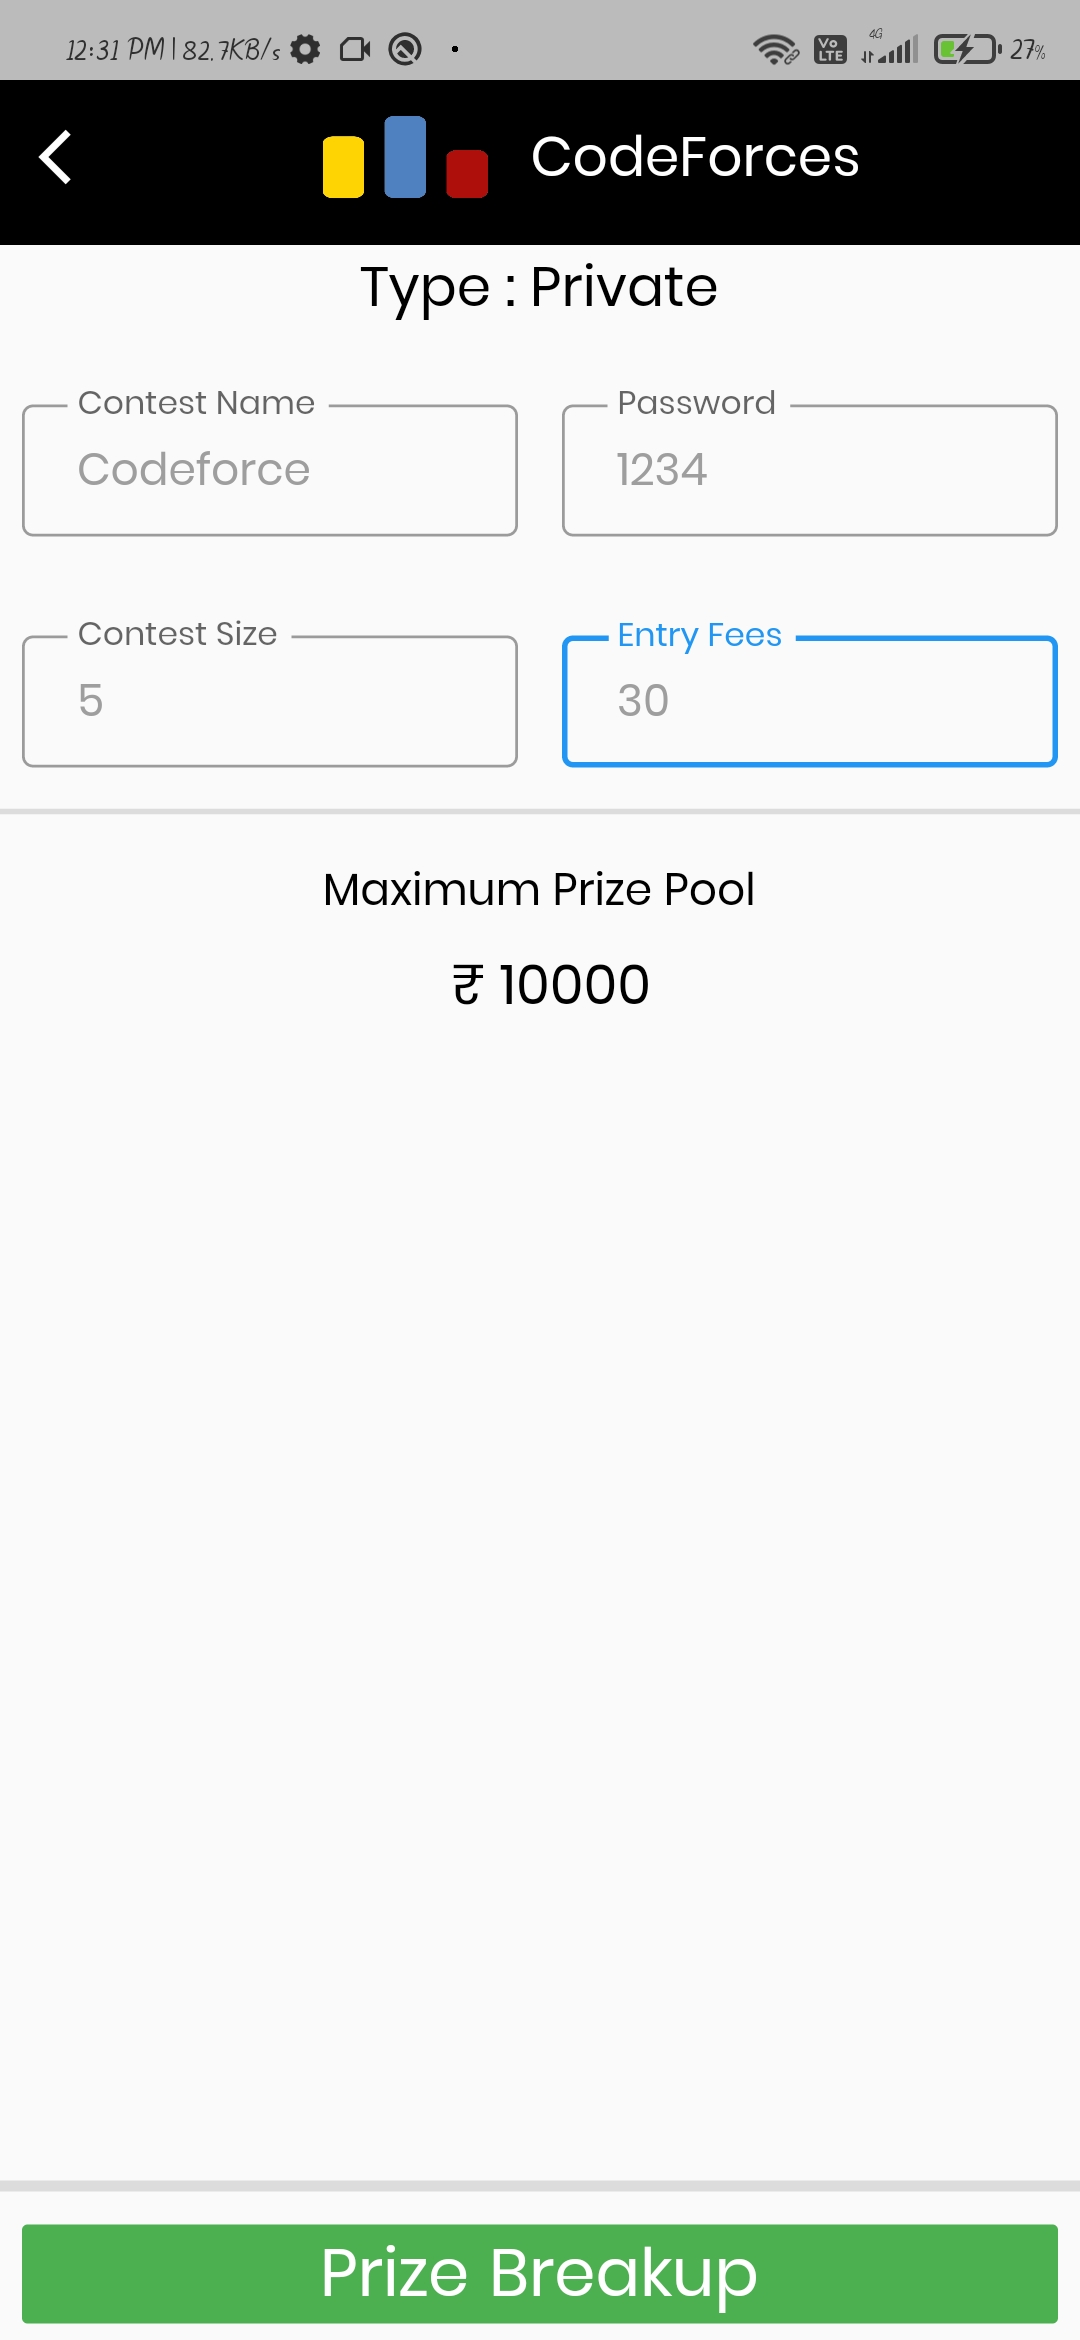 12:31 PM | 82.7KB/s
Vo LTE 4G 27%
CodeForces
Type : Private
Contest Name Password
Codeforce 1234
Contest Size Entry Fees
5 30
Maximum Prize Pool
₹ 10000
Prize Breakup